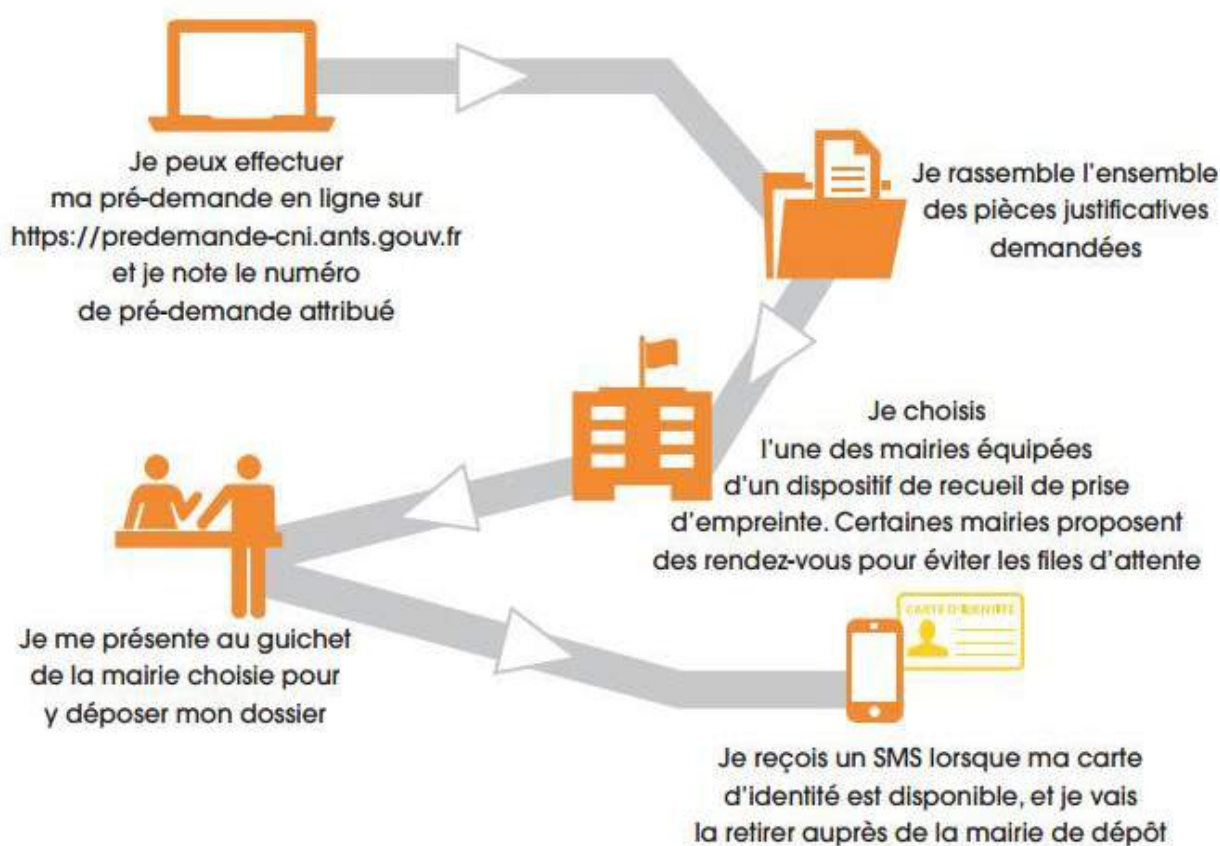 Je peux effectuer
ma pré-demande en ligne sur
https://predemande-cni.ants.gouv.fr
et je note le numéro
de pré-demande attribué
Je rassemble l'ensemble
des pièces justificatives
demandées
Je choisis
l'une des mairies équipées
d'un dispositif de recueil de prise
d'empreinte. Certaines mairies proposent
des rendez-vous pour éviter les files d'attente
Je me présente au guichet
de la mairie choisie pour
y déposer mon dossier
CARTE D'IDENTITÉ
Je reçois un SMS lorsque ma carte
d'identité est disponible, et je vais
la retirer auprès de la mairie de dépôt